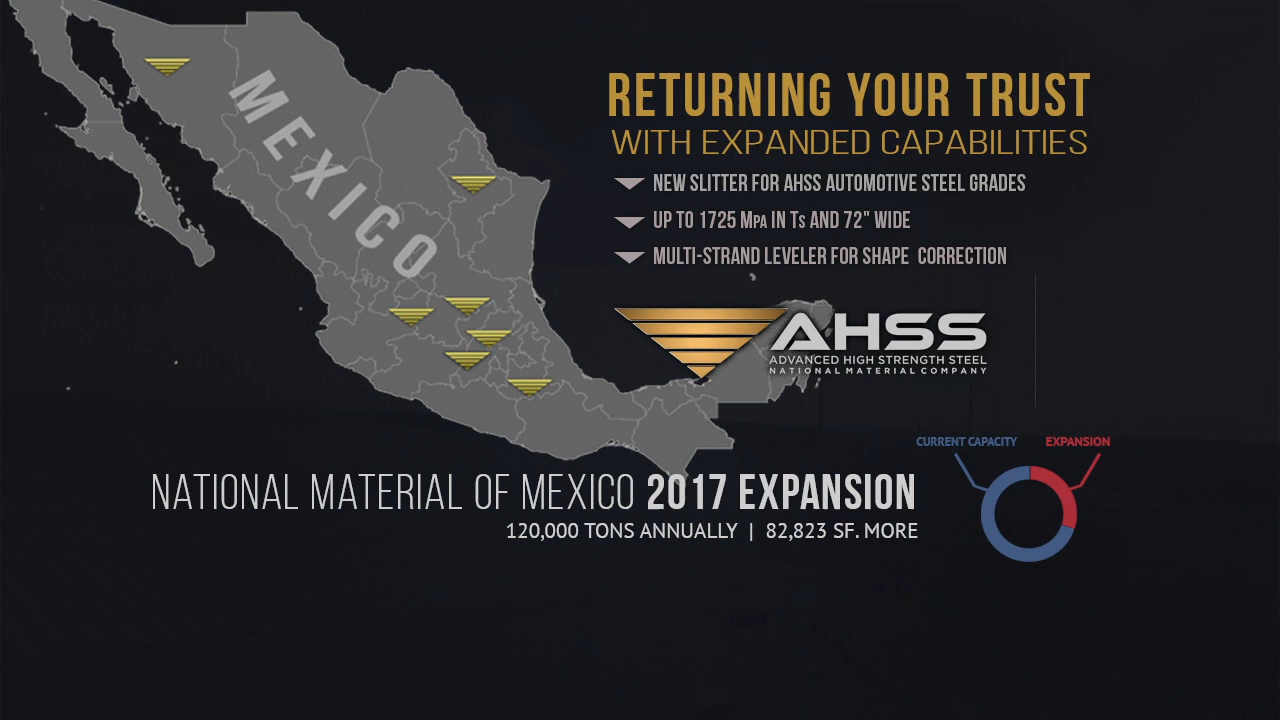 MEXICO
RETURNING YOUR TRUST
WITH EXPANDED CAPABILITIES
NEW SLITTER FOR AHSS AUTOMOTIVE STEEL GRADES
UP TO 1725 MPA IN TS AND 72" WIDE
MULTI-STRAND LEVELER FOR SHAPE CORRECTION
AHSS
ADVANCED HIGH STRENGTH STEEL
NATIONAL MATERIAL COMPANY
CURRENT CAPACITY EXPANSION
NATIONAL MATERIAL OF MEXICO 2017 EXPANSION
120,000 TONS ANNUALLY | 82,823 SF. MORE